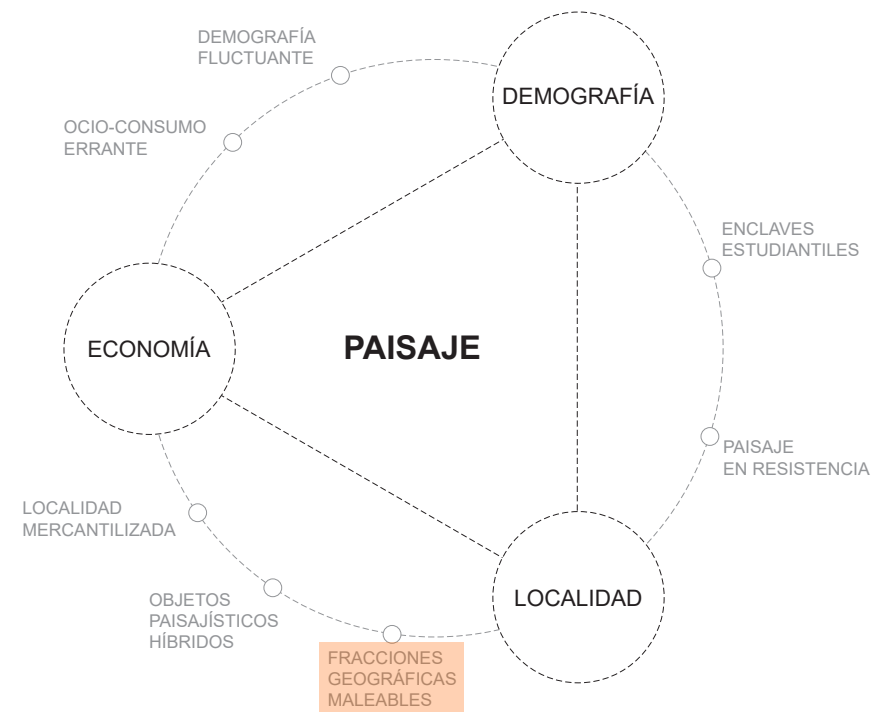 DEMOGRAFÍA
FLUCTUANTE
DEMOGRAFÍA
OCIO-CONSUMO
ERRANTE
ENCLAVES
ESTUDIANTILES
ECONOMÍA
PAISAJE
PAISAJE
EN RESISTENCIA
LOCALIDAD
MERCANTILIZADA
OBJETOS
PAISAJÍSTICOS
HÍBRIDOS
LOCALIDAD
FRACCIONES
GEOGRÁFICAS
MALEABLES